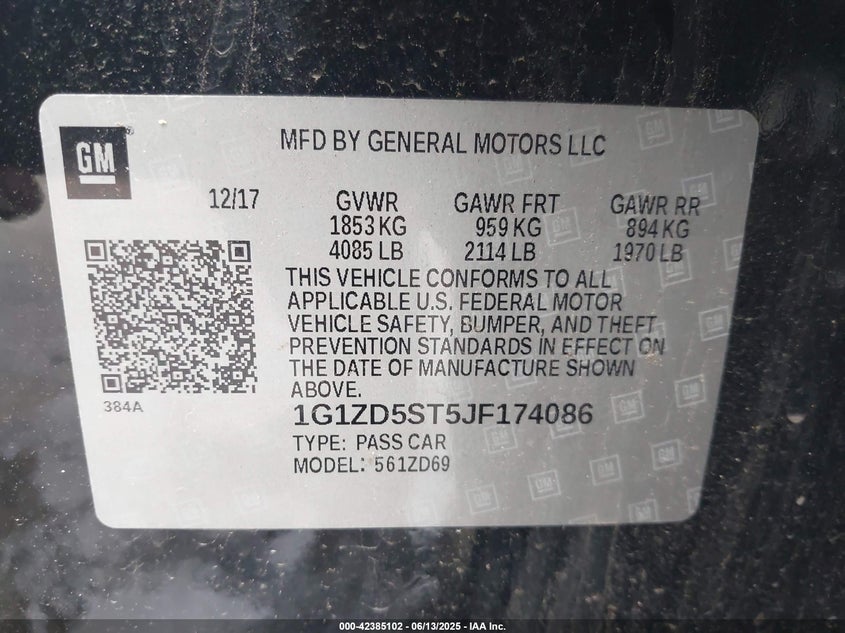 GM
MFD BY GENERAL MOTORS LLC
12/17 GVWR GAWR FRT GAWR RR
1853 KG 959 KG 894 KG
4085 LB 2114 LB 1970 LB
THIS VEHICLE CONFORMS TO ALL
APPLICABLE U.S. FEDERAL MOTOR
VEHICLE SAFETY, BUMPER, AND THEFT
PREVENTION STANDARDS IN EFFECT ON
THE DATE OF MANUFACTURE SHOWN
ABOVE.
384A
1G1ZD5ST5JF174086
TYPE: PASS CAR
MODEL: 561ZD69
000-42385102 - 06/13/2025 - IAA Inc.